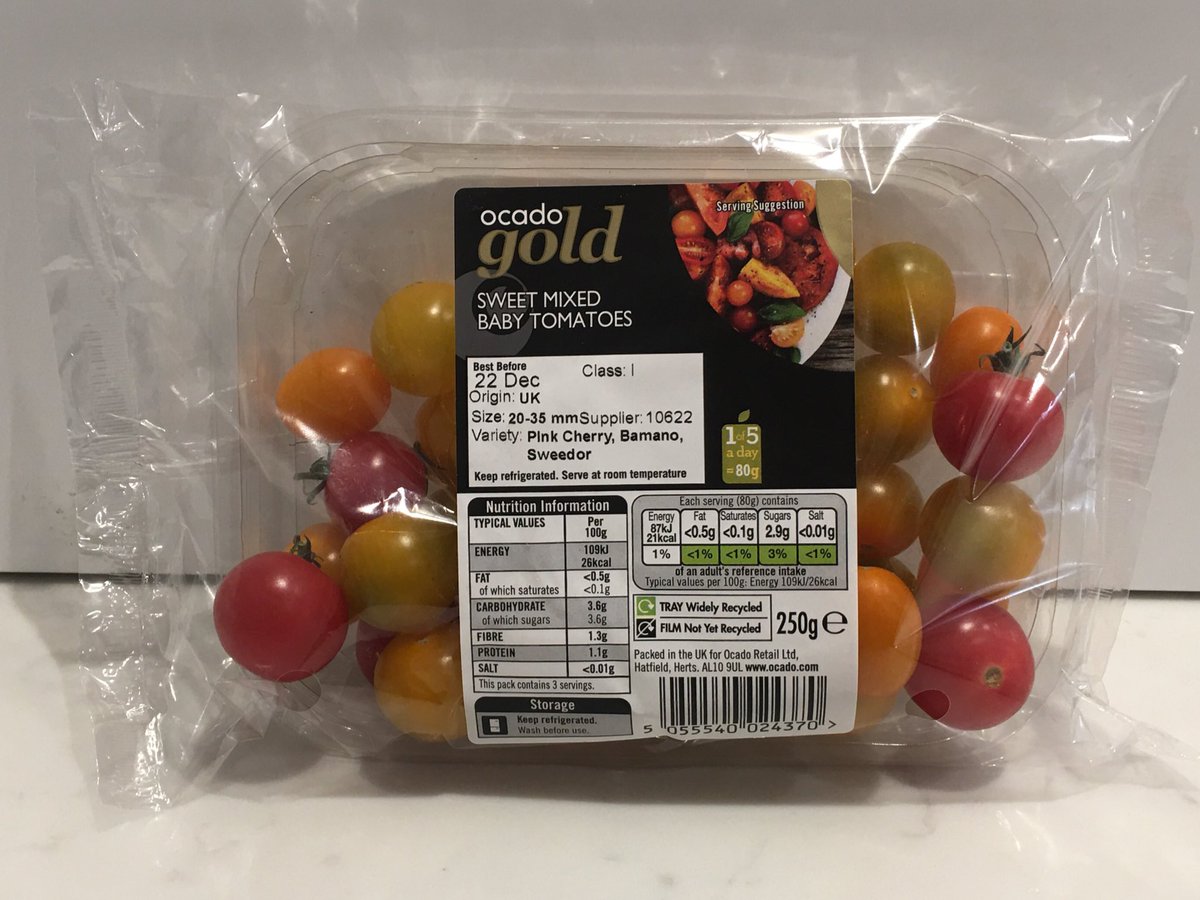 ocado
gold
SWEET MIXED
BABY TOMATOES
Serving Suggestion
Best Before
22 Dec
Class: I
Origin: UK
Size: 20-35 mm Supplier: 10622
Variety: Pink Cherry, Bamano,
Sweedor
Keep refrigerated. Serve at room temperature
1 of 5
a day
=80g
Nutrition Information
TYPICAL VALUES Per 100g
ENERGY 109kJ
26kcal
FAT <0.5g
of which saturates <0.1g
CARBOHYDRATE 3.6g
of which sugars 3.6g
FIBRE 1.3g
PROTEIN 1.1g
SALT <0.01g
This pack contains 3 servings.
Storage
Keep refrigerated.
Wash before use.
Each serving (80g) contains
Energy Fat Saturates Sugars Salt
87kJ 21kcal <0.5g <0.1g 2.9g <0.01g
1% <1% <1% 3% <1%
of an adult's reference intake
Typical values per 100g: Energy 109kJ/26kcal
TRAY Widely Recycled
FILM Not Yet Recycled
250g e
Packed in the UK for Ocado Retail Ltd,
Hatfield, Herts. AL10 9UL www.ocado.com
5 055540 024370 >